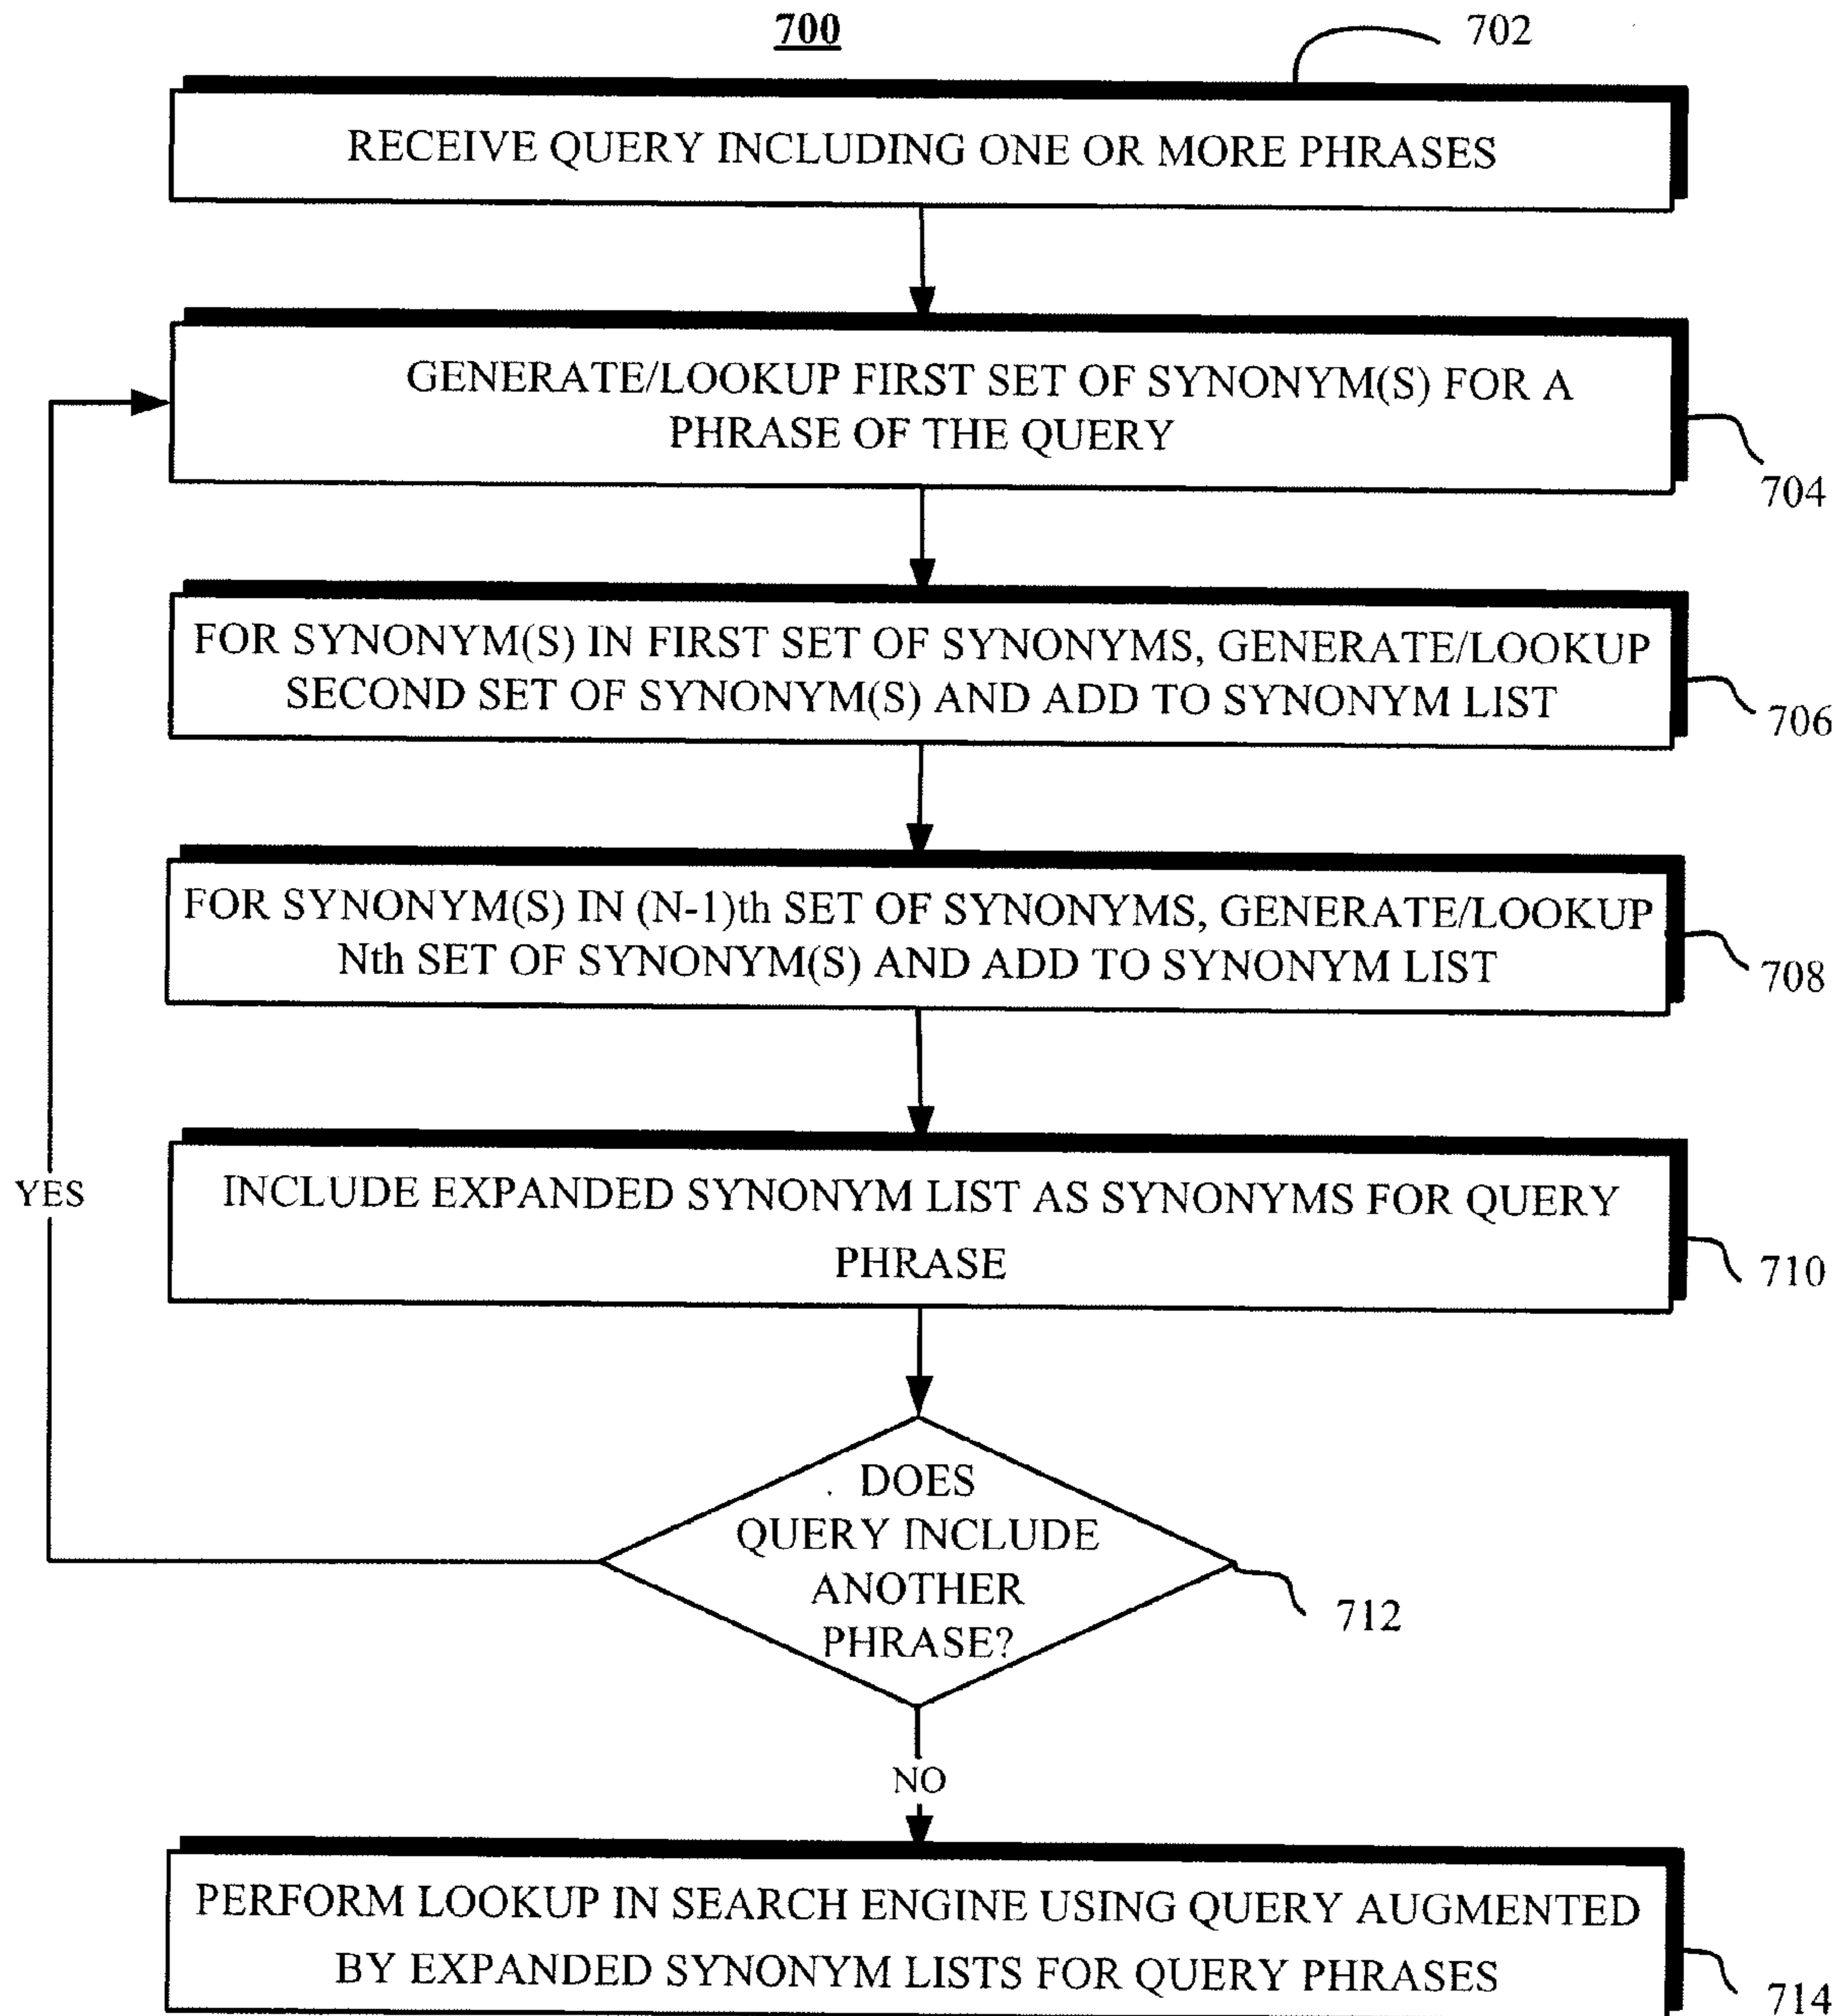 700
702
RECEIVE QUERY INCLUDING ONE OR MORE PHRASES
GENERATE/LOOKUP FIRST SET OF SYNONYM(S) FOR A
PHRASE OF THE QUERY
704
FOR SYNONYM(S) IN FIRST SET OF SYNONYMS, GENERATE/LOOKUP
SECOND SET OF SYNONYM(S) AND ADD TO SYNONYM LIST
706
FOR SYNONYM(S) IN (N-1)th SET OF SYNONYMS, GENERATE/LOOKUP
Nth SET OF SYNONYM(S) AND ADD TO SYNONYM LIST
708
YES
INCLUDE EXPANDED SYNONYM LIST AS SYNONYMS FOR QUERY
PHRASE
710
DOES
QUERY INCLUDE
ANOTHER
PHRASE?
712
NO
PERFORM LOOKUP IN SEARCH ENGINE USING QUERY AUGMENTED
BY EXPANDED SYNONYM LISTS FOR QUERY PHRASES
714